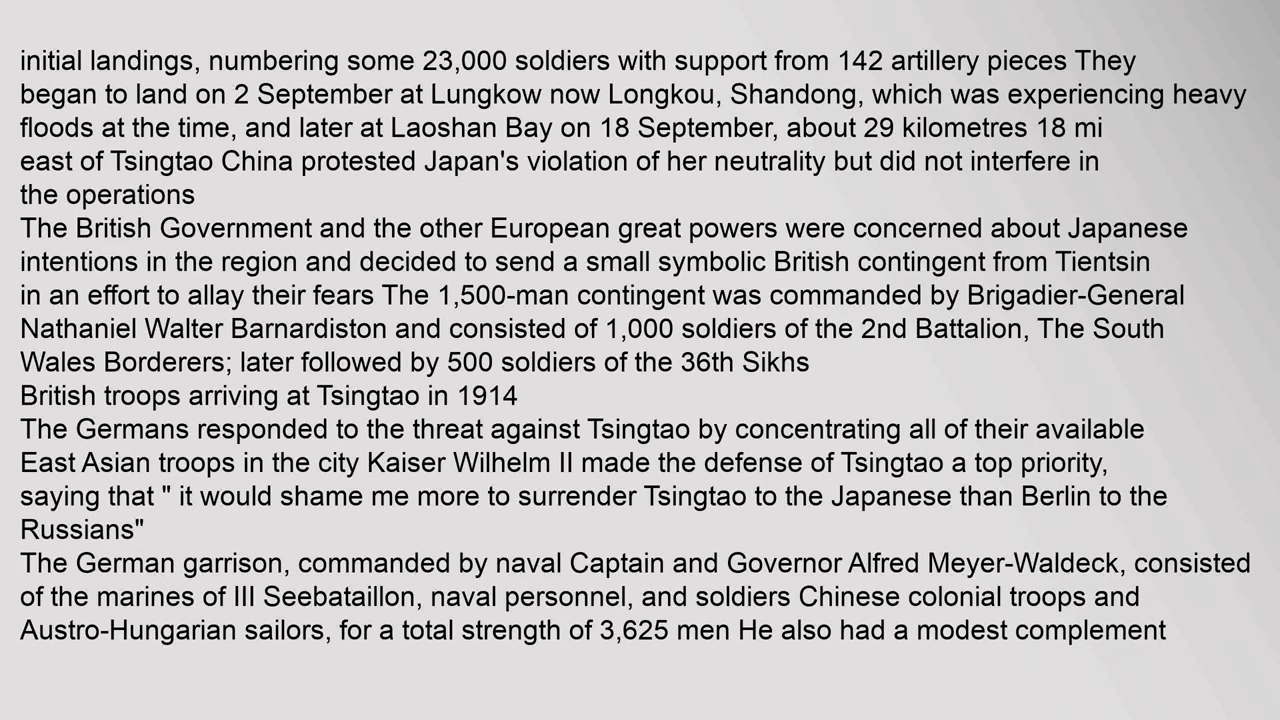 initial landings, numbering some 23,000 soldiers with support from 142 artillery pieces They
began to land on 2 September at Lungkow now Longkou, Shandong, which was experiencing heavy
floods at the time, and later at Laoshan Bay on 18 September, about 29 kilometres 18 mi
east of Tsingtao China protested Japan's violation of her neutrality but did not interfere in
the operations
The British Government and the other European great powers were concerned about Japanese
intentions in the region and decided to send a small symbolic British contingent from Tientsin
in an effort to allay their fears The 1,500-man contingent was commanded by Brigadier-General
Nathaniel Walter Barnardiston and consisted of 1,000 soldiers of the 2nd Battalion, The South
Wales Borderers; later followed by 500 soldiers of the 36th Sikhs
British troops arriving at Tsingtao in 1914
The Germans responded to the threat against Tsingtao by concentrating all of their available
East Asian troops in the city Kaiser Wilhelm II made the defense of Tsingtao a top priority,
saying that " it would shame me more to surrender Tsingtao to the Japanese than Berlin to the
Russians"
The German garrison, commanded by naval Captain and Governor Alfred Meyer-Waldeck, consisted
of the marines of III Seebataillon, naval personnel, and soldiers Chinese colonial troops and
Austro-Hungarian sailors, for a total strength of 3,625 men He also had a modest complement